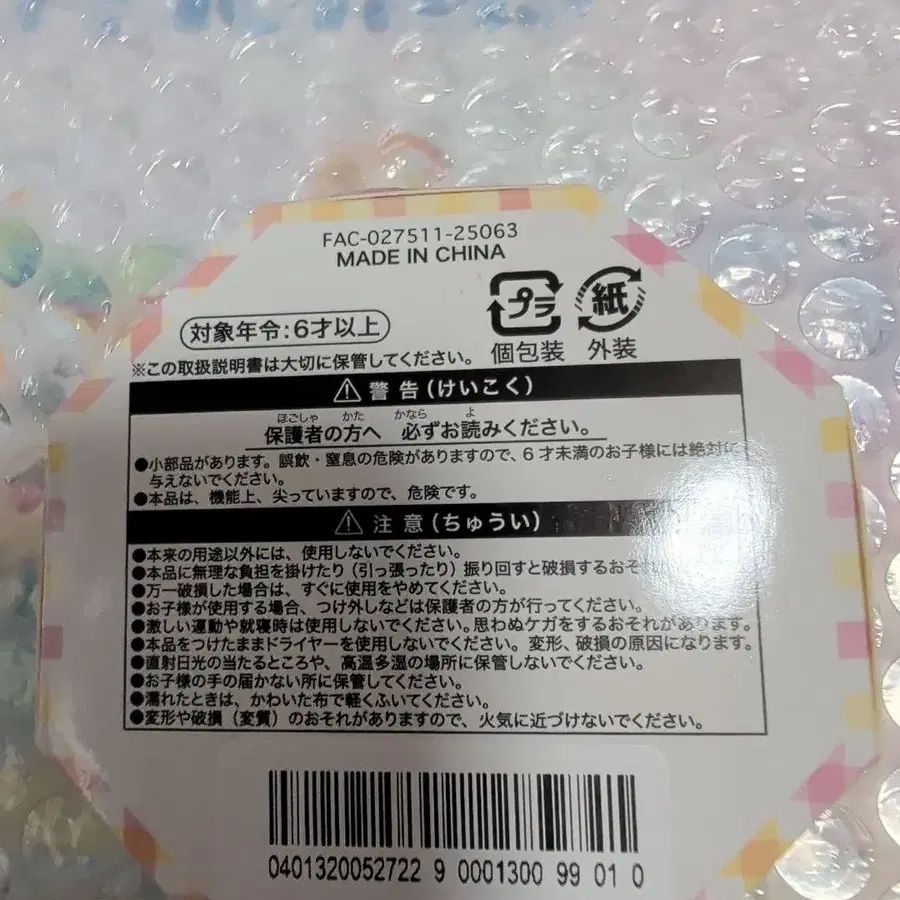 FAC-027511-25063
MADE IN CHINA
プラ 紙
個包装 外装
対象年令:6才以上
※この取扱説明書は大切に保管してください。
警告(けいこく)
ほごしゃ かた かなら よ
保護者の方へ 必ずお読みください。
●小部品があります。誤飲・窒息の危険がありますので、6才未満のお子様には絶対に
与えないでください。
●本品は、機能上、尖っていますので、危険です。
注意(ちゅうい)
●本来の用途以外には、使用しないでください。
●本品に無理な負担を掛けたり(引っ張ったり)振り回すと破損するおそれ
●万一破損した場合は、すぐに使用をやめてください。
●お子様が使用する場合、つけ外しなどは保護者の方が行ってください。
●激しい運動や就寝時は使用しないでください。思わぬケガをするおそれがあります。
●本品をつけたままドライヤーを使用しないでください。変形、破損の原因になります。
●直射日光の当たるところや、高温多湿の場所に保管しないでください。
●お子様の手の届かない所に保管してください。
●濡れたときは、かわいた布で軽くふいてください。
●変形や破損(変質)のおそれがありますので、火気に近づけないでください。
0401320052722 9 0001300 99 01 0